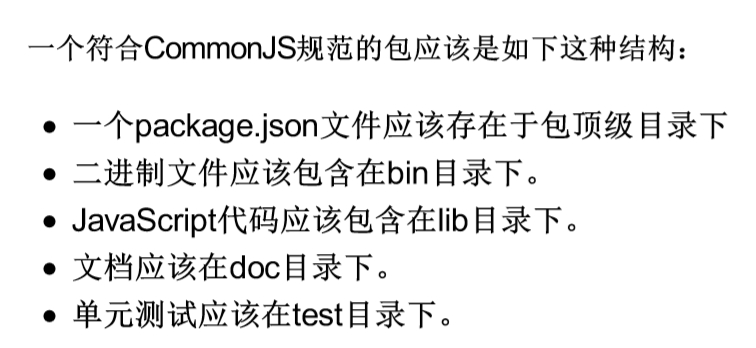 一个符合CommonJS规范的包应该是如下这种结构：
• 一个package.json文件应该存在于包顶级目录下
• 二进制文件应该包含在bin目录下。
• JavaScript代码应该包含在lib目录下。
• 文档应该在doc目录下。
• 单元测试应该在test目录下。